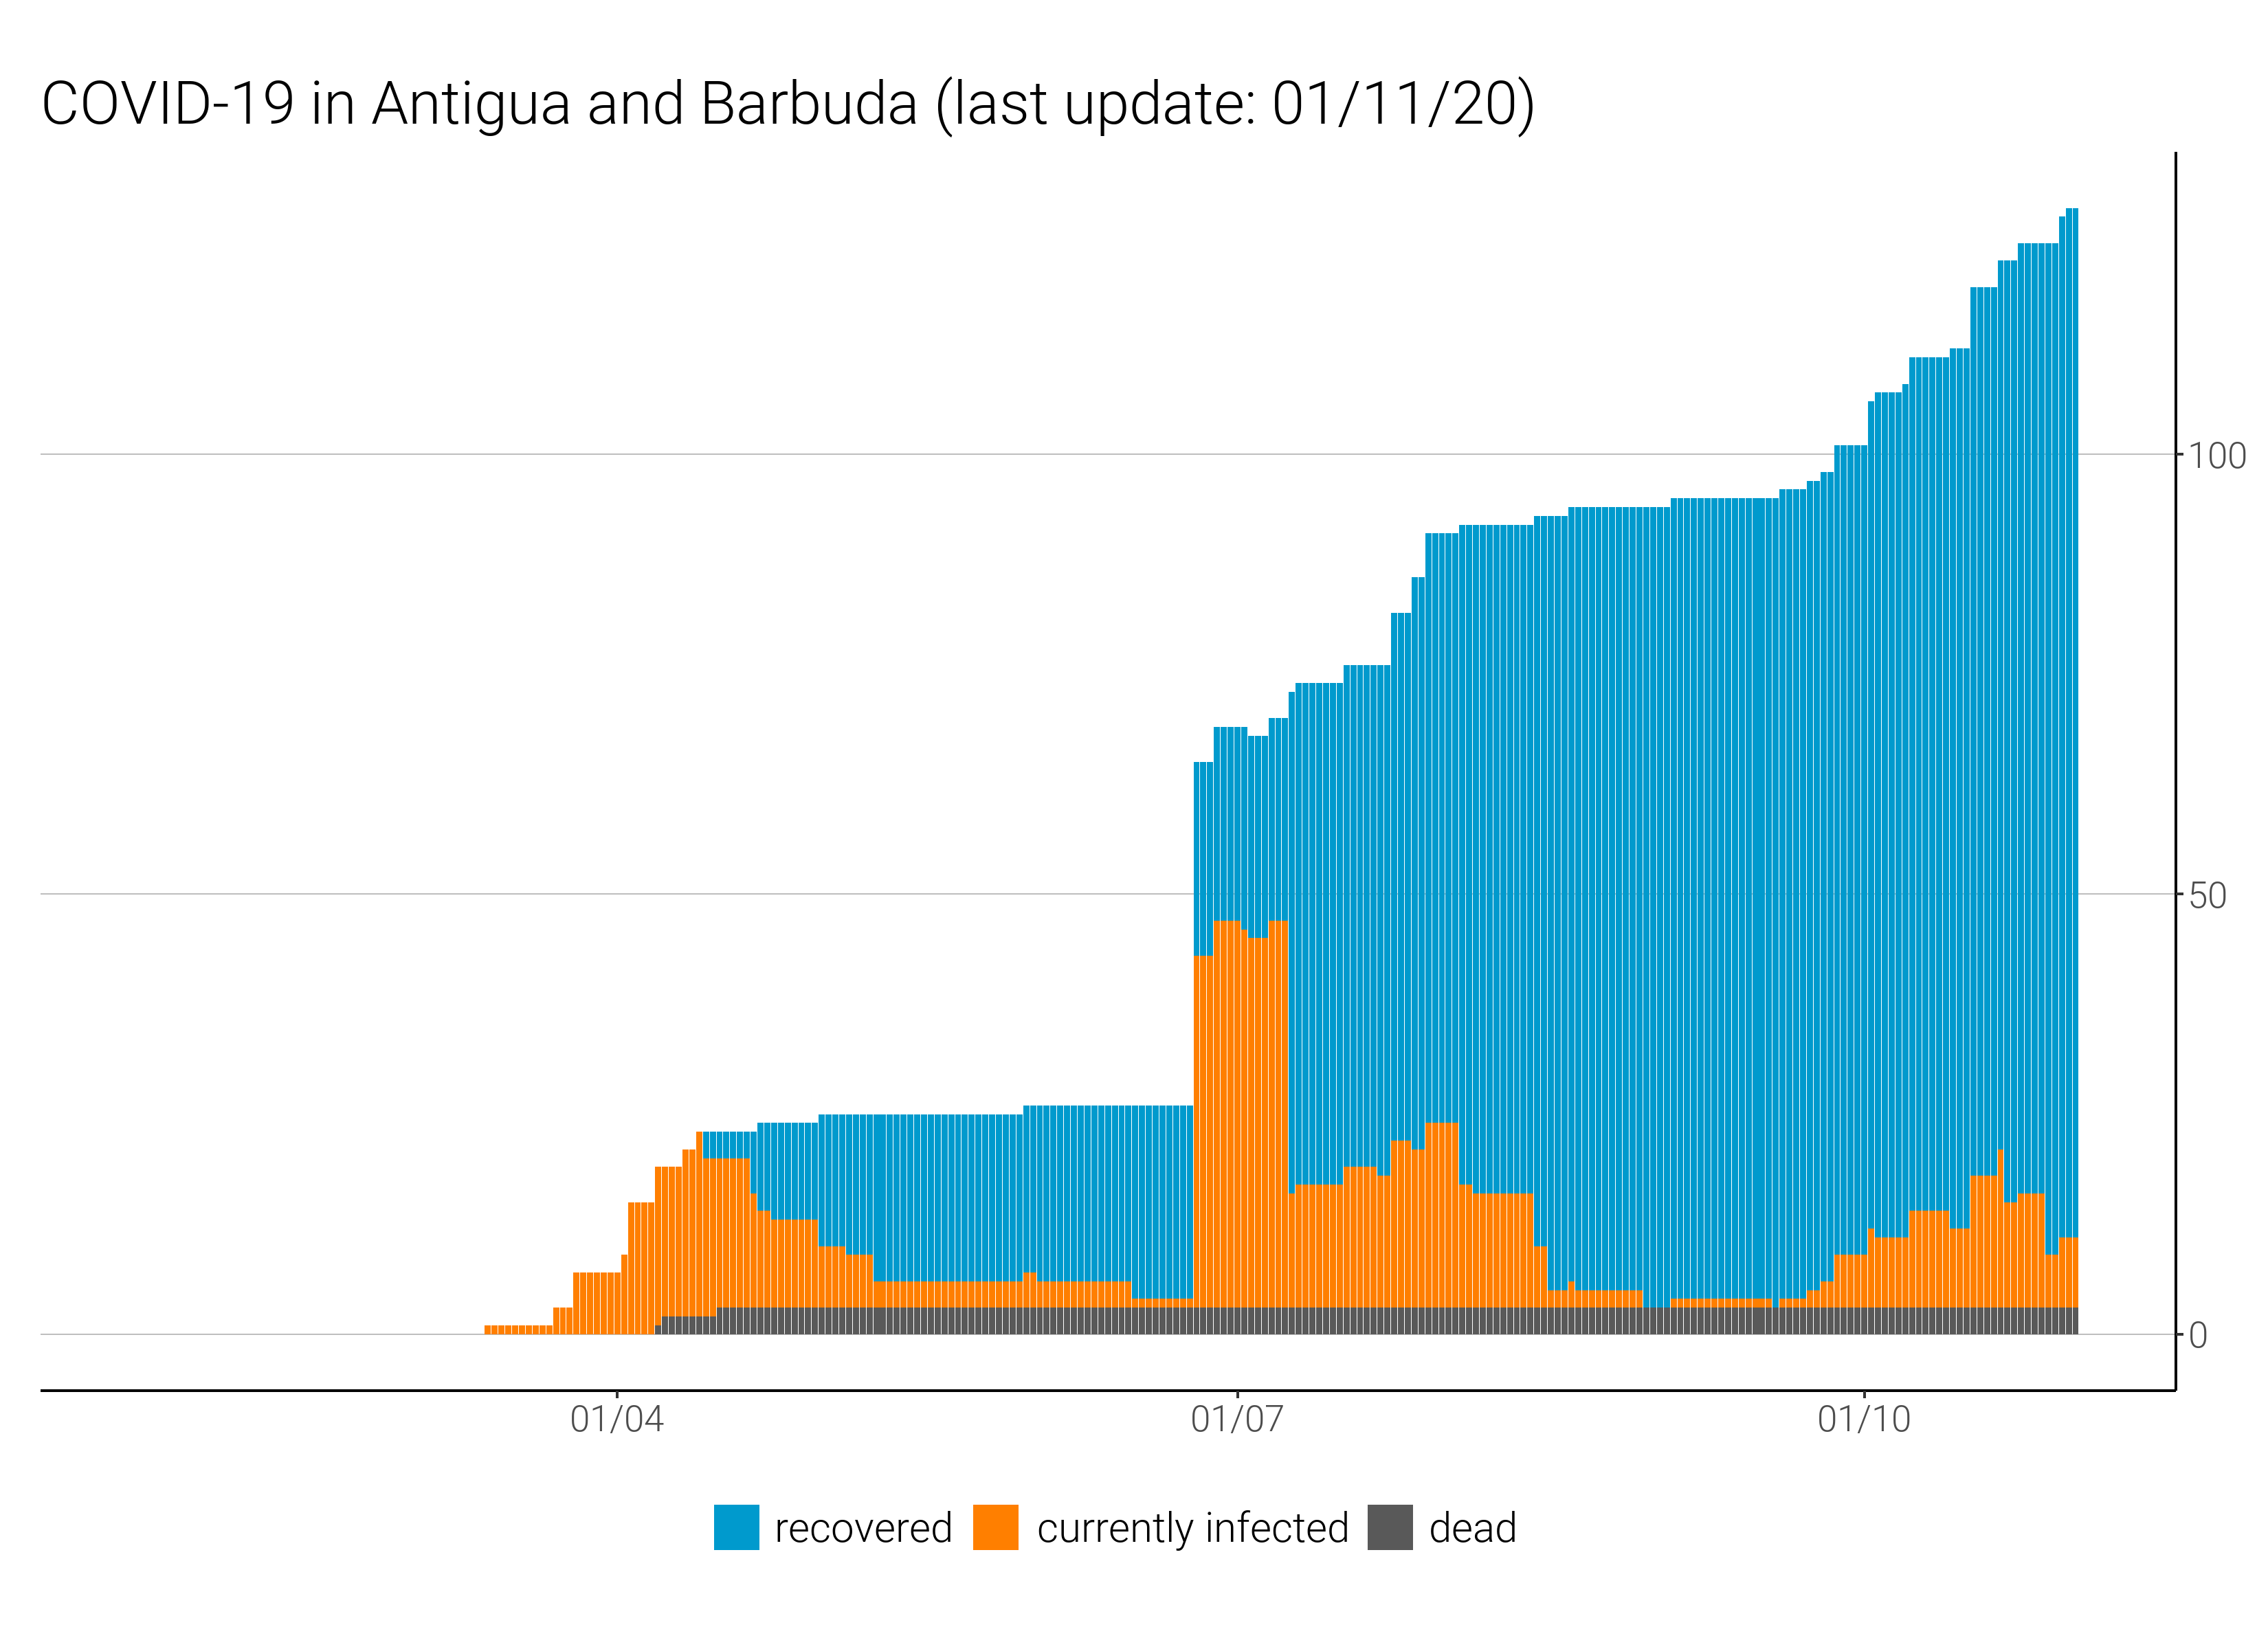 COVID-19 in Antigua and Barbuda (last update: 01/11/20)
100
50
0
01/04 01/07 01/10
recovered currently infected dead